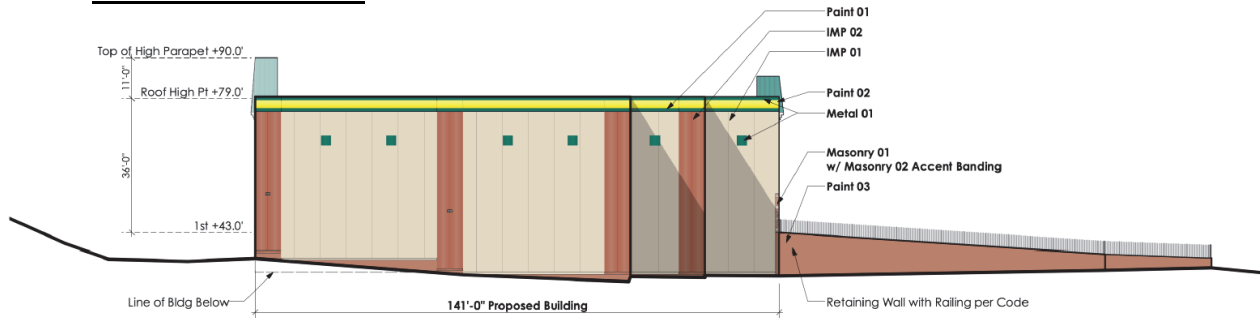 Paint 01
IMP 02
IMP 01
Top of High Parapet +90.0'
11'-0"
Roof High Pt +79.0'
Paint 02
Metal 01
36'-0"
Masonry 01
w/ Masonry 02 Accent Banding
Paint 03
1st +43.0'
Line of Bldg Below
141'-0" Proposed Building
Retaining Wall with Railing per Code